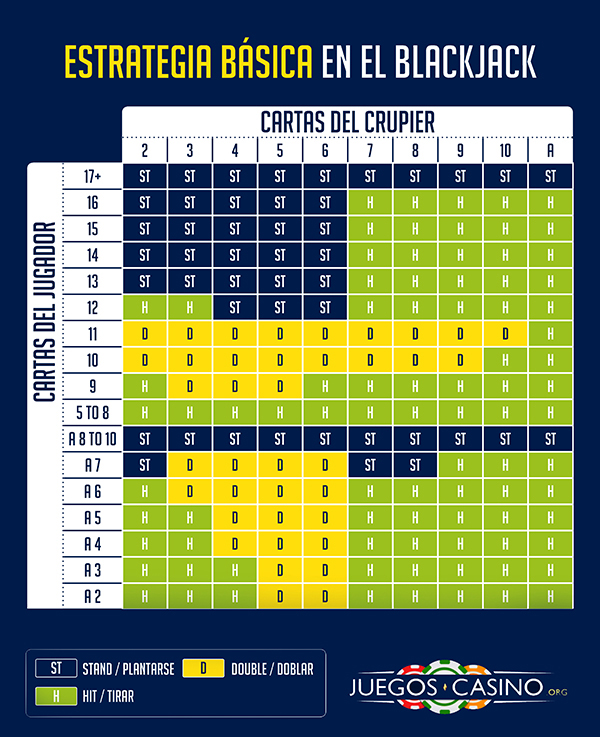 ESTRATEGIA BÁSICA EN EL BLACKJACK
CARTAS DEL CRUPIER
2 3 4 5 6 7 8 9 10 A
CARTAS DEL JUGADOR
17+ ST ST ST ST ST ST ST ST ST ST
16 ST ST ST ST ST H H H H H
15 ST ST ST ST ST H H H H H
14 ST ST ST ST ST H H H H H
13 ST ST ST ST ST H H H H H
12 H H ST ST ST H H H H H
11 D D D D D D D D D H
10 D D D D D D D D H H
9 H D D D H H H H H H
5 TO 8 H H H H H H H H H H
A 8 TO 10 ST ST ST ST ST ST ST ST ST ST
A 7 ST D D D D ST ST H H H
A 6 H D D D D H H H H H
A 5 H H D D D H H H H H
A 4 H H D D D H H H H H
A 3 H H H D D H H H H H
A 2 H H H D D H H H H H
ST STAND / PLANTARSE D DOUBLE / DOBLAR
H HIT / TIRAR
JUEGOS CASINO.ORG